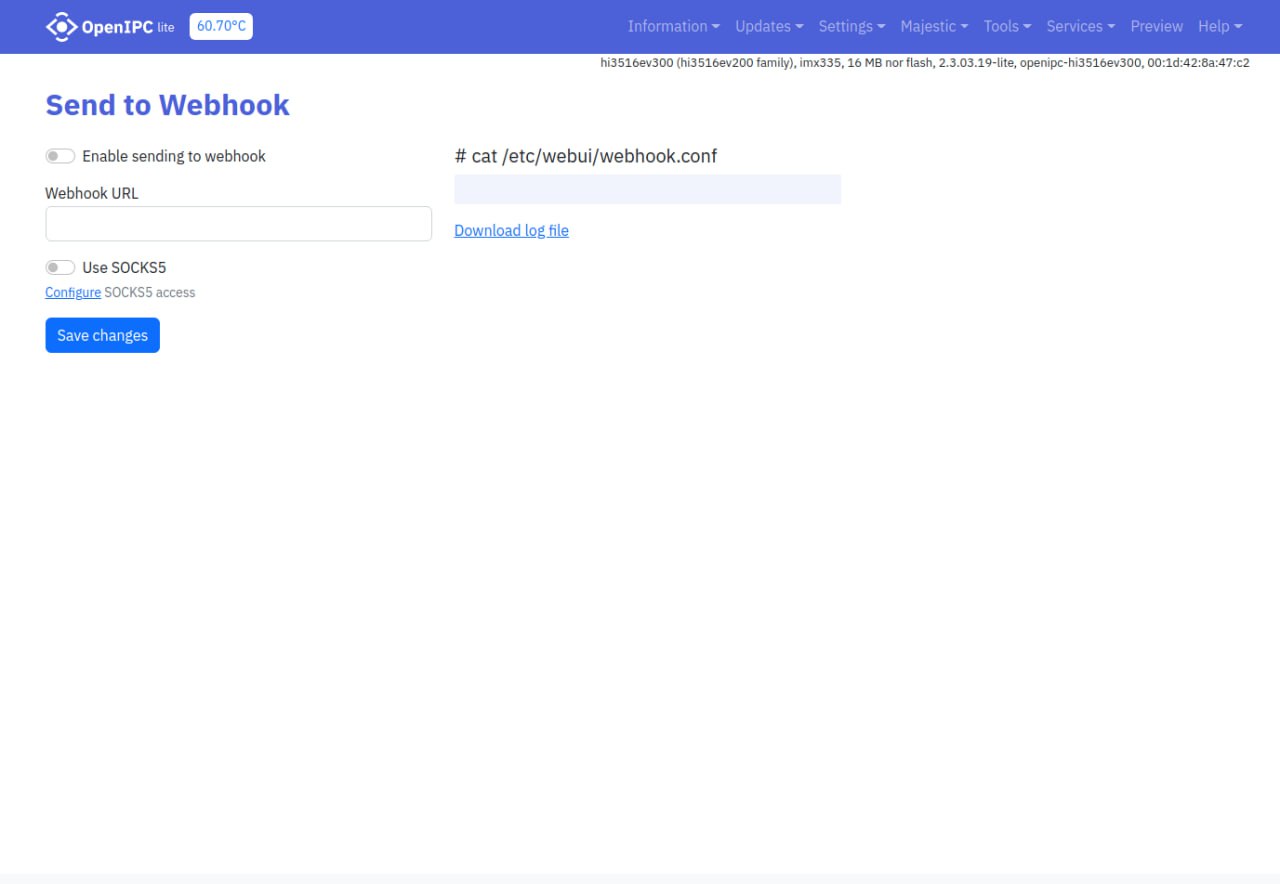 OpenIPC lite 60.70°C Information Updates Settings Majestic Tools Services Preview Help
hi3516ev300 (hi3516ev200 family), imx335, 16 MB nor flash, 2.3.03.19-lite, openipc-hi3516ev300, 00:1d:42:8a:47:c2
Send to Webhook
Enable sending to webhook
Webhook URL
Use SOCKS5
Configure SOCKS5 access
Save changes
# cat /etc/webui/webhook.conf
Download log file